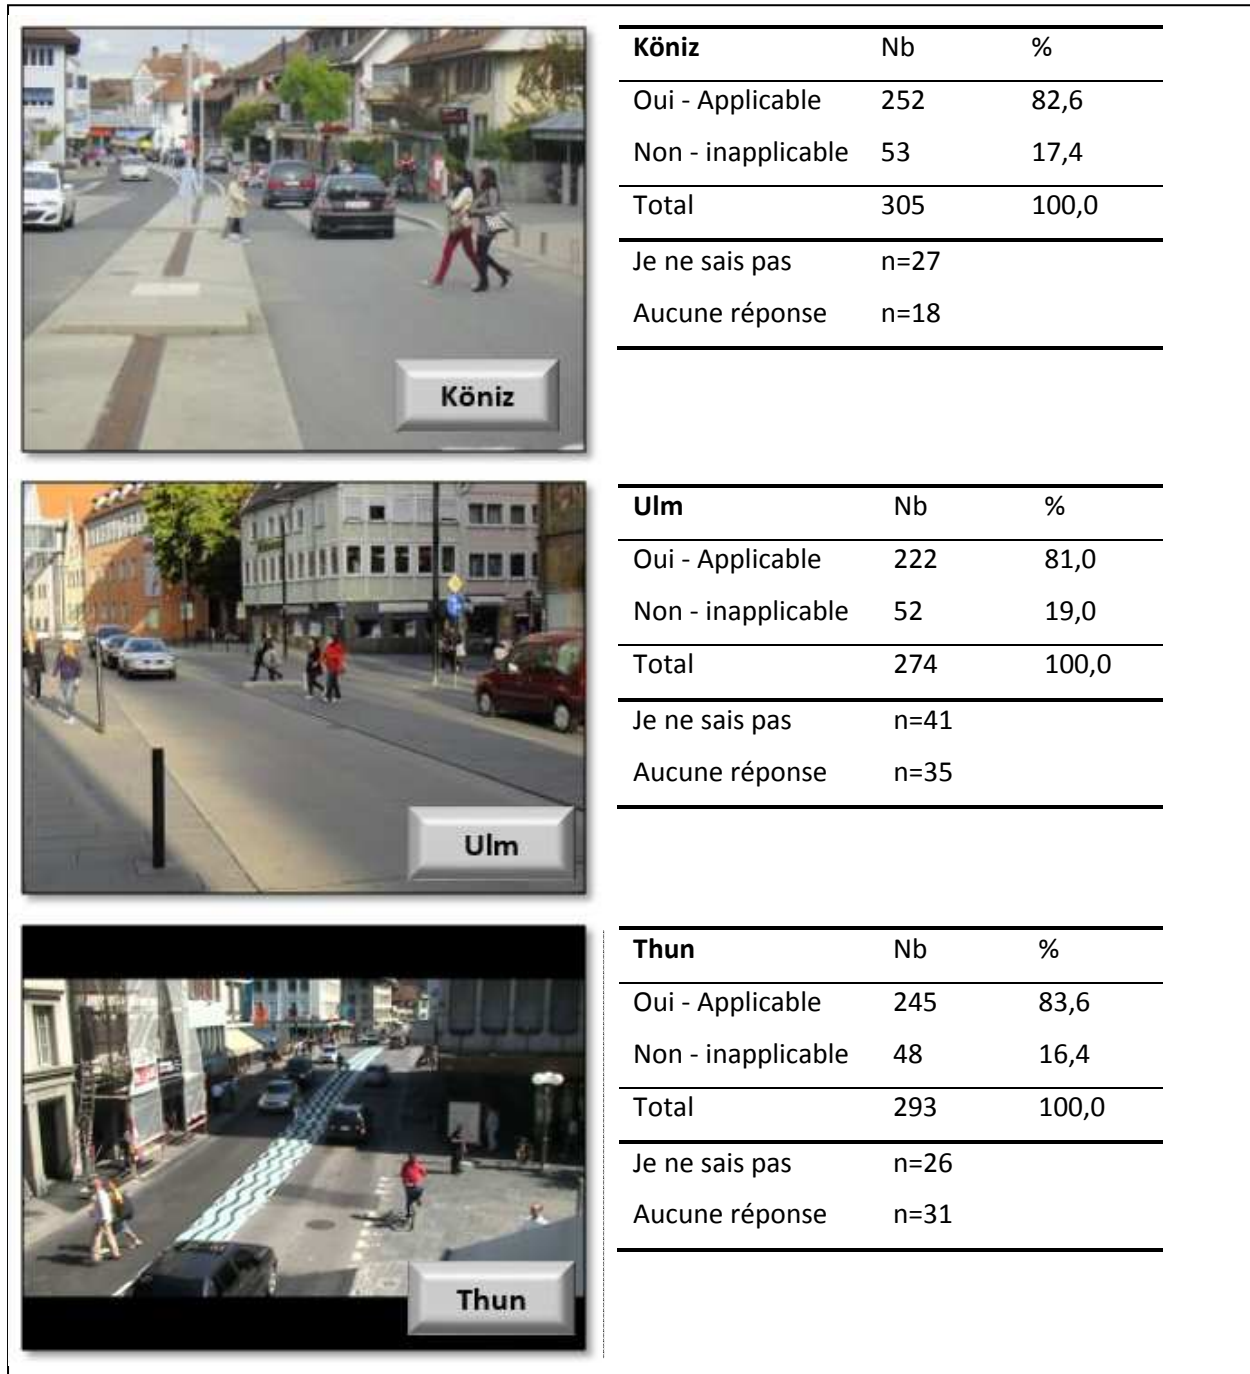 Köniz Nb %
Oui - Applicable 252 82,6
Non - inapplicable 53 17,4
Total 305 100,0
Je ne sais pas n=27
Aucune réponse n=18
Köniz
Ulm Nb %
Oui - Applicable 222 81,0
Non - inapplicable 52 19,0
Total 274 100,0
Je ne sais pas n=41
Aucune réponse n=35
Ulm
Thun Nb %
Oui - Applicable 245 83,6
Non - inapplicable 48 16,4
Total 293 100,0
Je ne sais pas n=26
Aucune réponse n=31
Thun